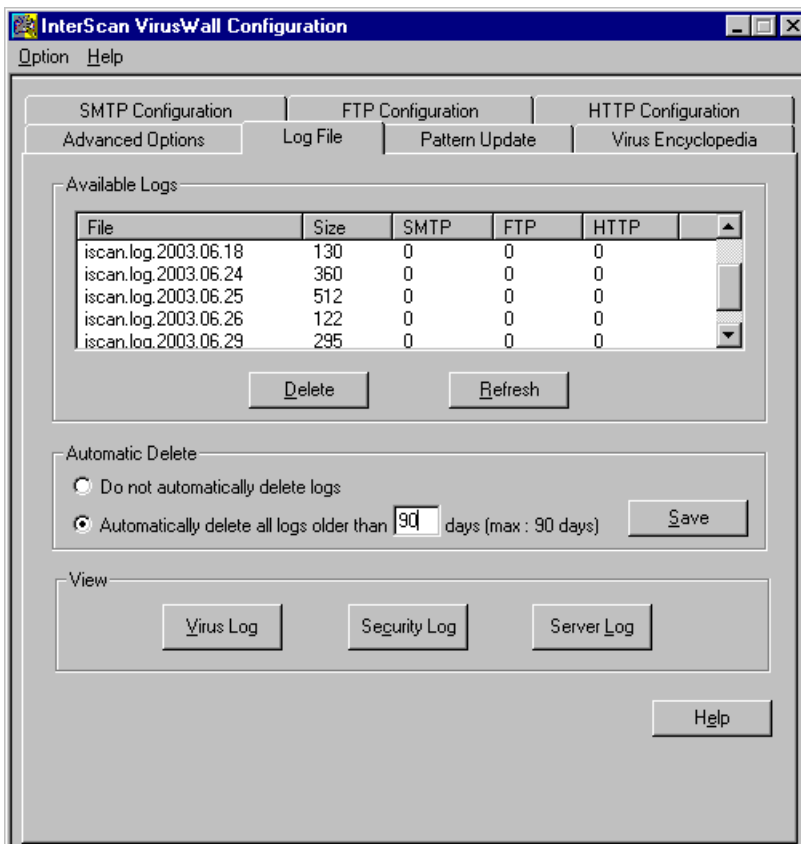 InterScan VirusWall Configuration
Option Help
SMTP Configuration FTP Configuration HTTP Configuration
Advanced Options Log File Pattern Update Virus Encyclopedia
Available Logs
File Size SMTP FTP HTTP
iscan.log.2003.06.18 130 0 0 0
iscan.log.2003.06.24 360 0 0 0
iscan.log.2003.06.25 512 0 0 0
iscan.log.2003.06.26 122 0 0 0
iscan.log.2003.06.29 295 0 0 0
Delete Refresh
Automatic Delete
Do not automatically delete logs
Automatically delete all logs older than 90 days (max : 90 days) Save
View
Virus Log Security Log Server Log
Help